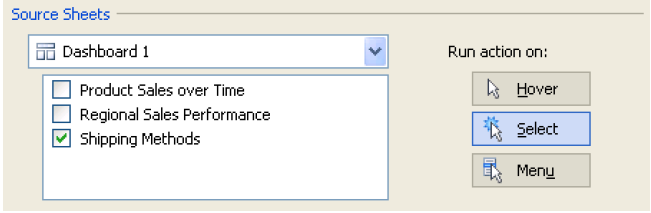 Source Sheets
Dashboard 1
Product Sales over Time
Regional Sales Performance
Shipping Methods
Run action on:
Hover
Select
Menu